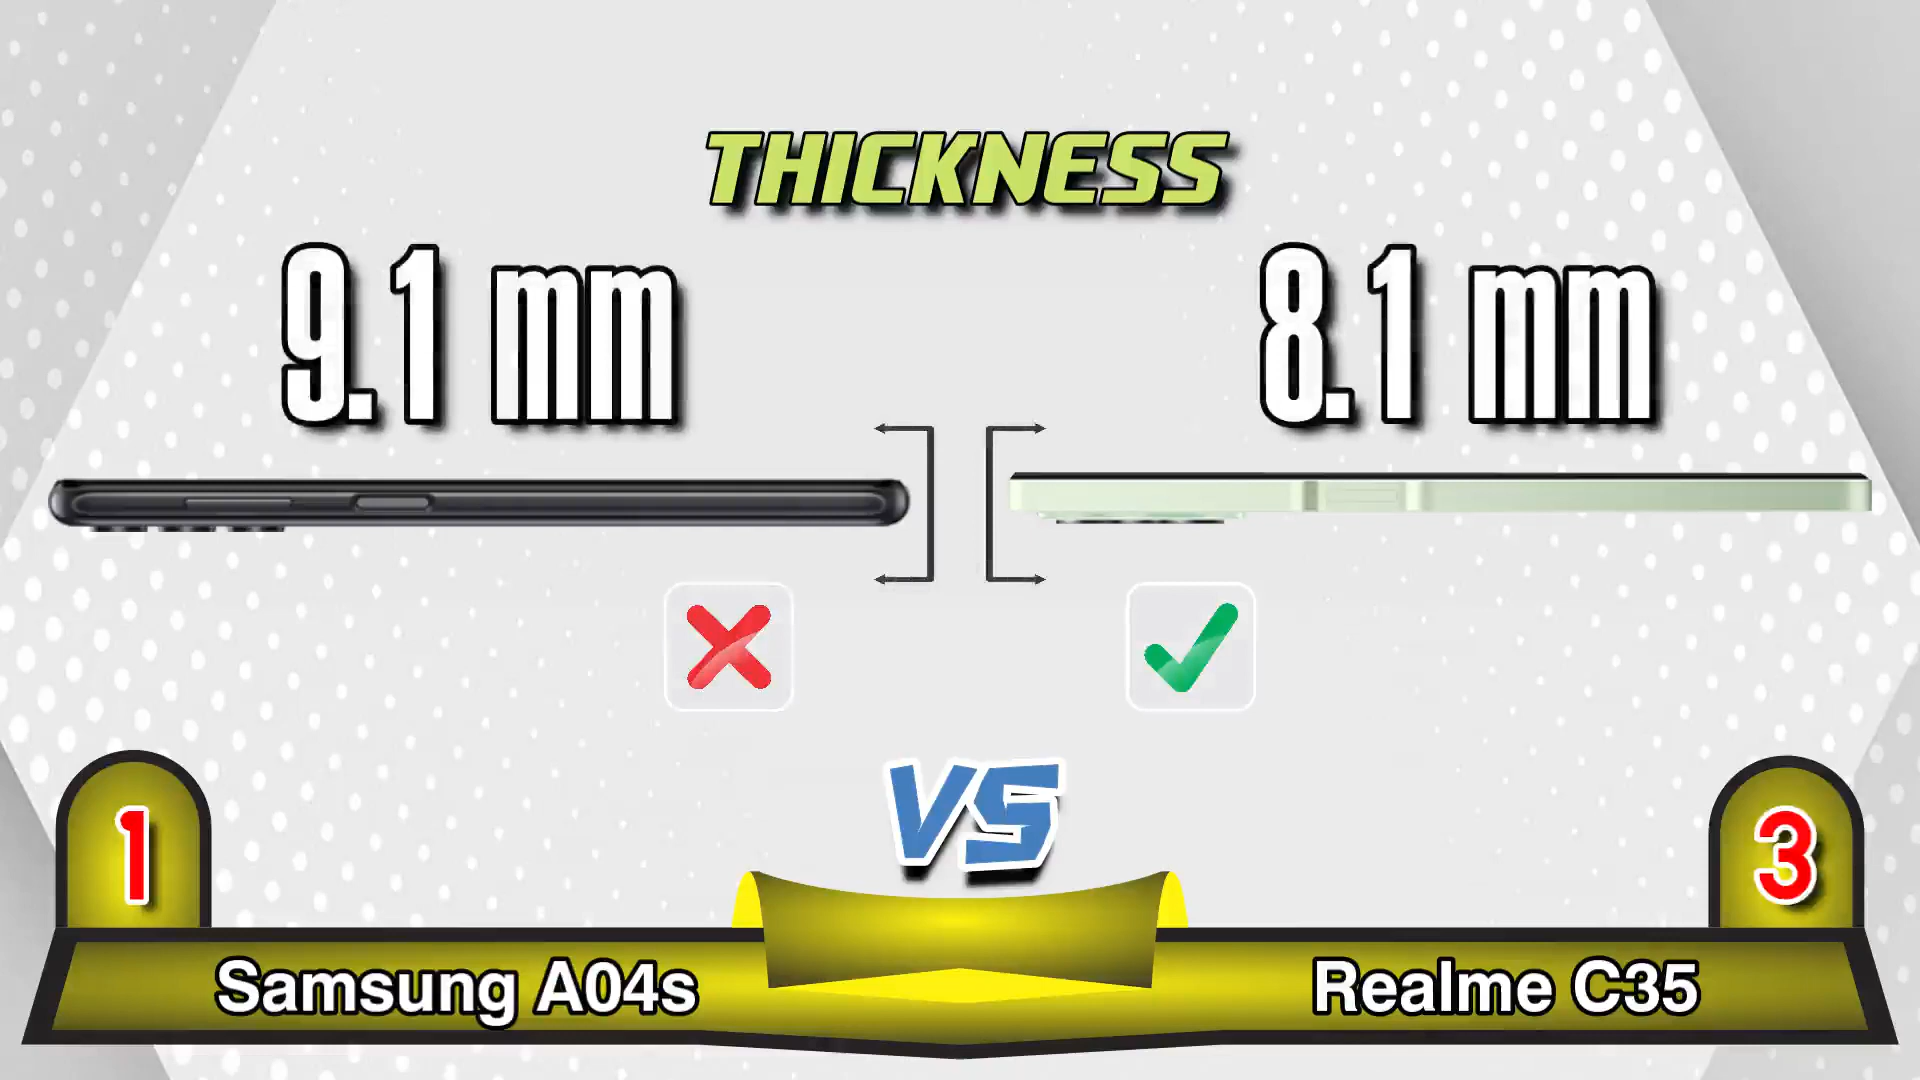 THICKNESS
9.1 mm
8.1 mm
VS
1
3
Samsung A04s
Realme C35